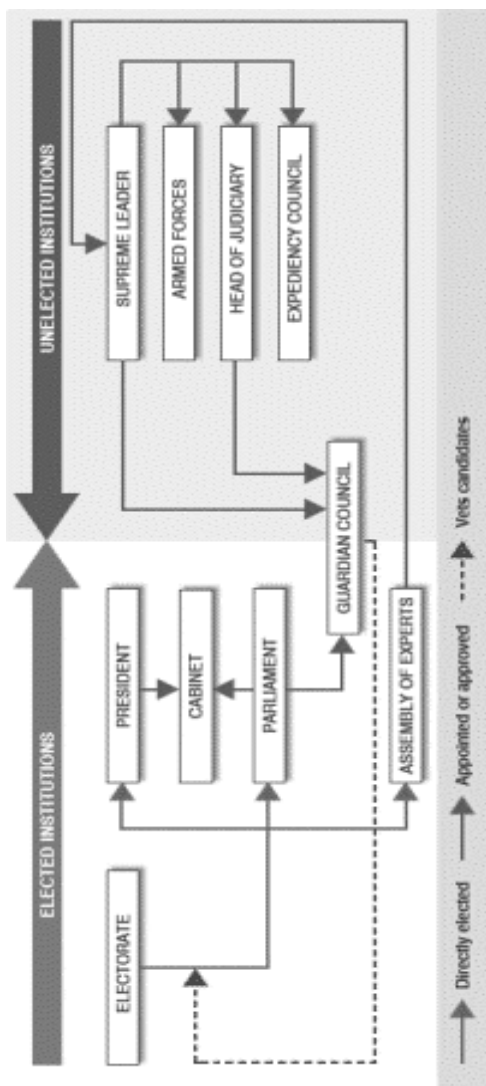 ELECTED INSTITUTIONS
UNELECTED INSTITUTIONS
ELECTORATE
PRESIDENT
SUPREME LEADER
CABINET
ARMED FORCES
PARLIAMENT
HEAD OF JUDICIARY
GUARDIAN COUNCIL
EXPEDIENCY COUNCIL
ASSEMBLY OF EXPERTS
Directly elected
Appointed or approved
Vets candidates